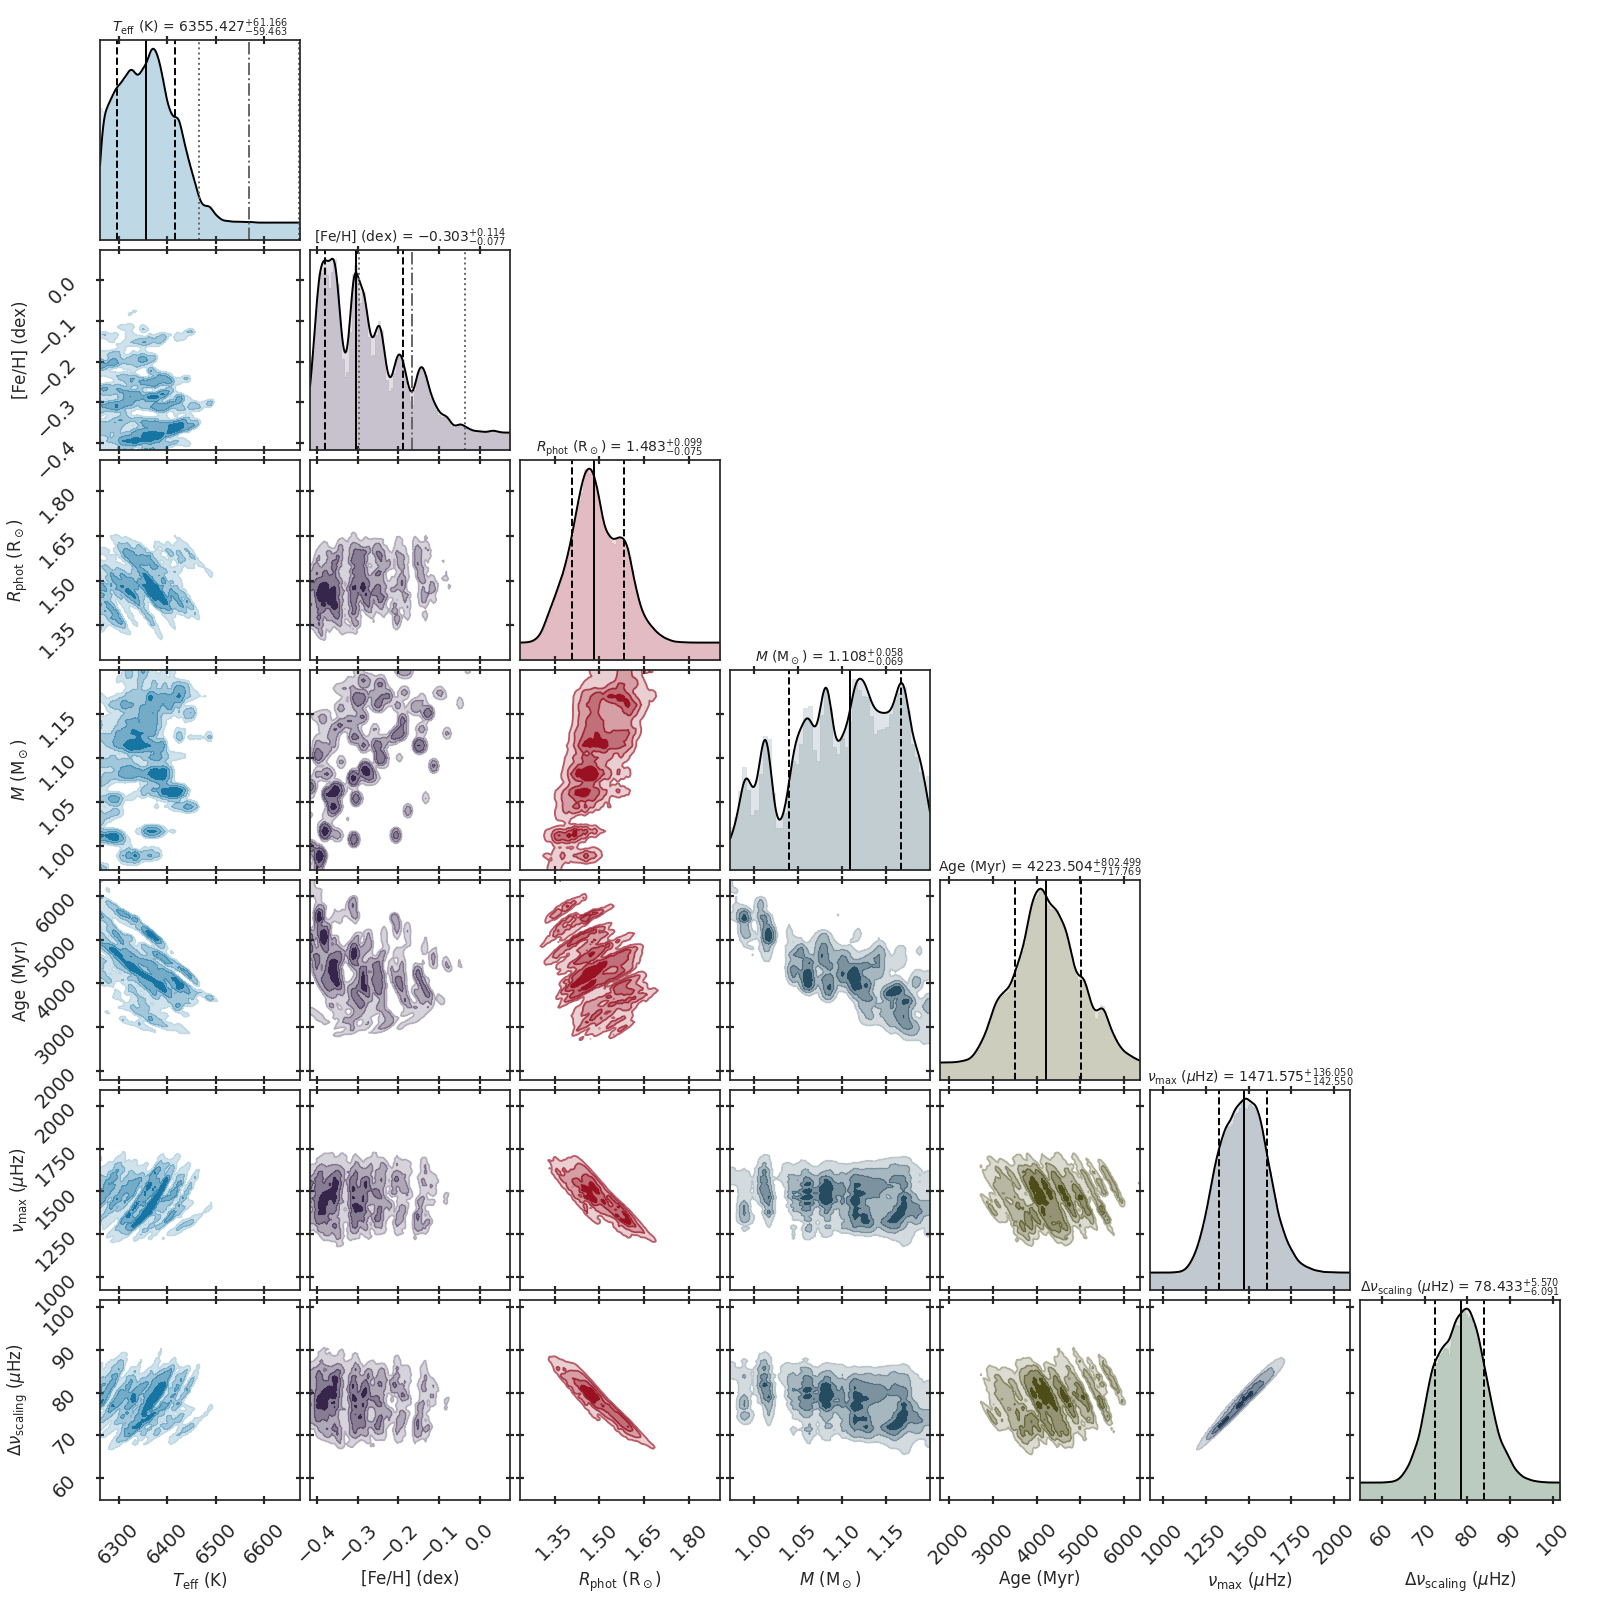 T_eff (K) = 6355.427 +61.166 −59.463
[Fe/H] (dex) = −0.303 +0.114 −0.077
0.0
−0.1
−0.2
−0.3
−0.4
[Fe/H] (dex)
R_phot (R⊙) = 1.483 +0.099 −0.075
1.80
1.65
1.50
1.35
R_phot (R⊙)
M (M⊙) = 1.108 +0.058 −0.069
1.15
1.10
1.05
1.00
M (M⊙)
Age (Myr) = 4223.504 +802.499 −717.769
6000
5000
4000
3000
2000
Age (Myr)
ν_max (μHz) = 1471.575 +136.050 −142.550
2000
1750
1500
1250
1000
ν_max (μHz)
Δν_scaling (μHz) = 78.433 +5.570 −6.091
100
90
80
70
60
Δν_scaling (μHz)
6300 6400 6500 6600 −0.4 −0.3 −0.2 −0.1 0.0 1.35 1.50 1.65 1.80 1.00 1.05 1.10 1.15 2000 3000 4000 5000 6000 1000 1250 1500 1750 2000 60 70 80 90 100
T_eff (K) [Fe/H] (dex) R_phot (R⊙) M (M⊙) Age (Myr) ν_max (μHz) Δν_scaling (μHz)